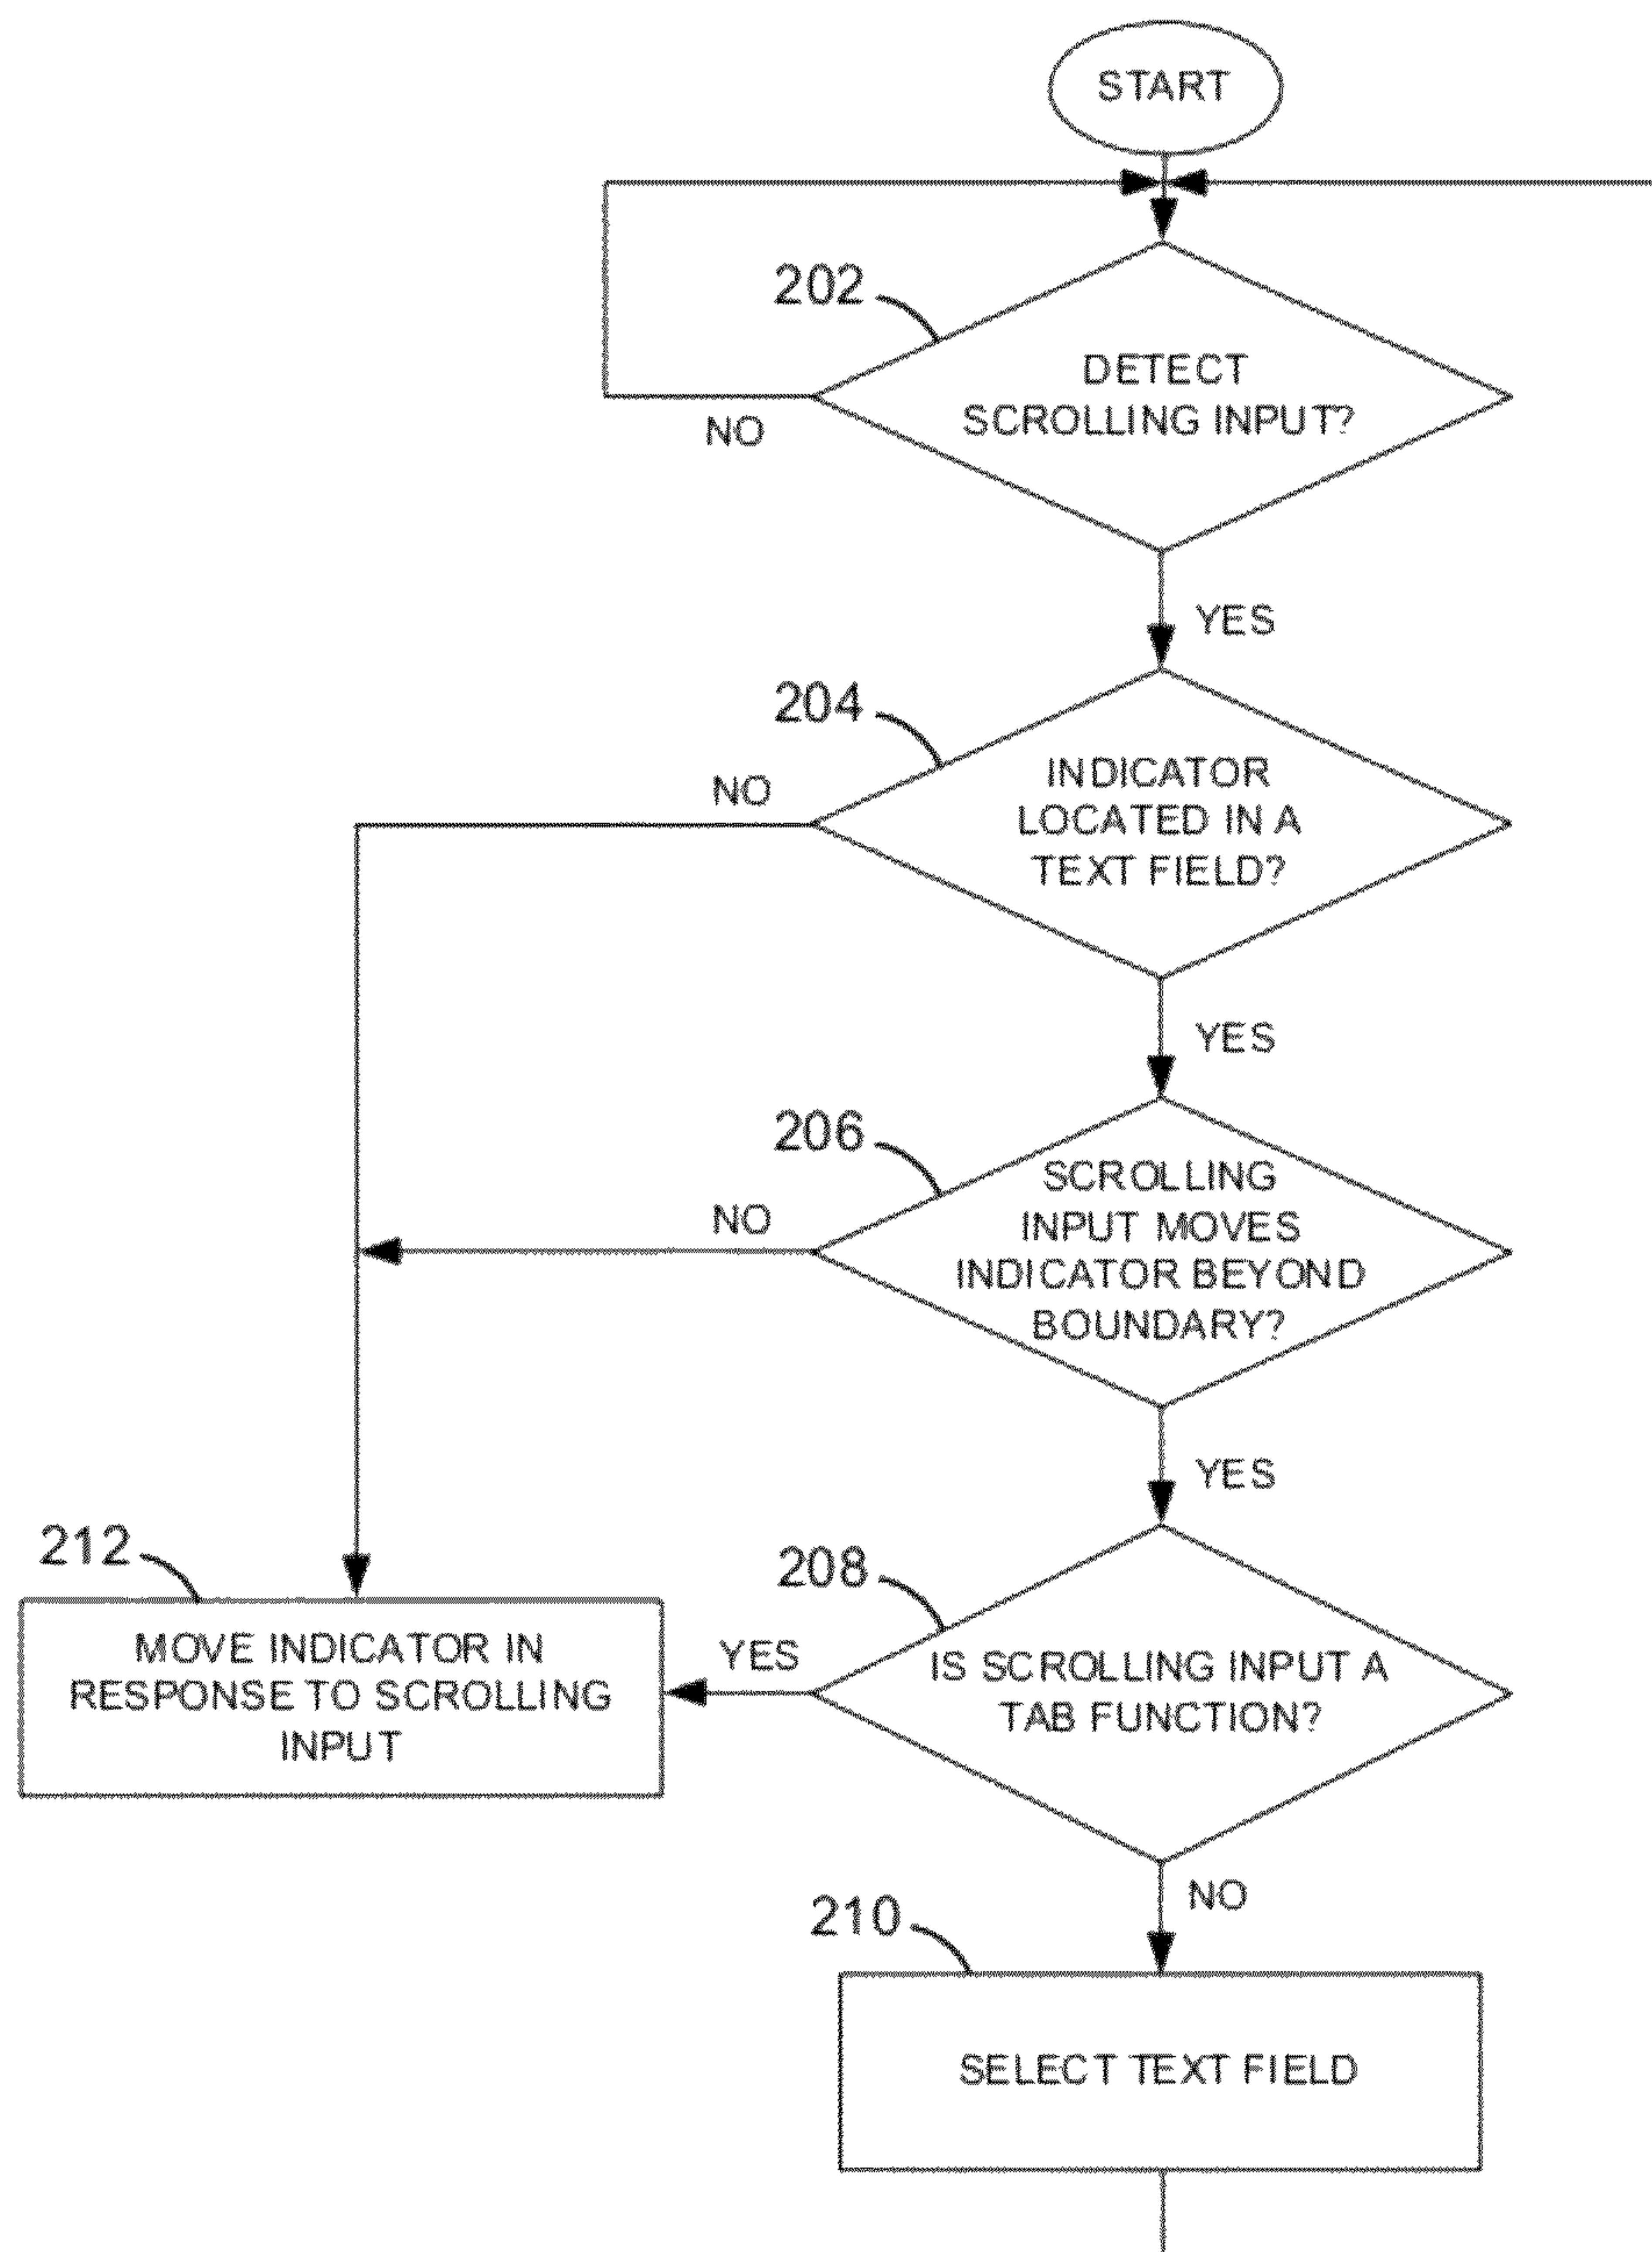 START
202
DETECT
SCROLLING INPUT?
NO
YES
204
INDICATOR
LOCATED IN A
TEXT FIELD?
NO
YES
206
SCROLLING
INPUT MOVES
INDICATOR BEYOND
BOUNDARY?
NO
YES
212
MOVE INDICATOR IN
RESPONSE TO SCROLLING
INPUT
208
YES
IS SCROLLING INPUT A
TAB FUNCTION?
NO
210
SELECT TEXT FIELD